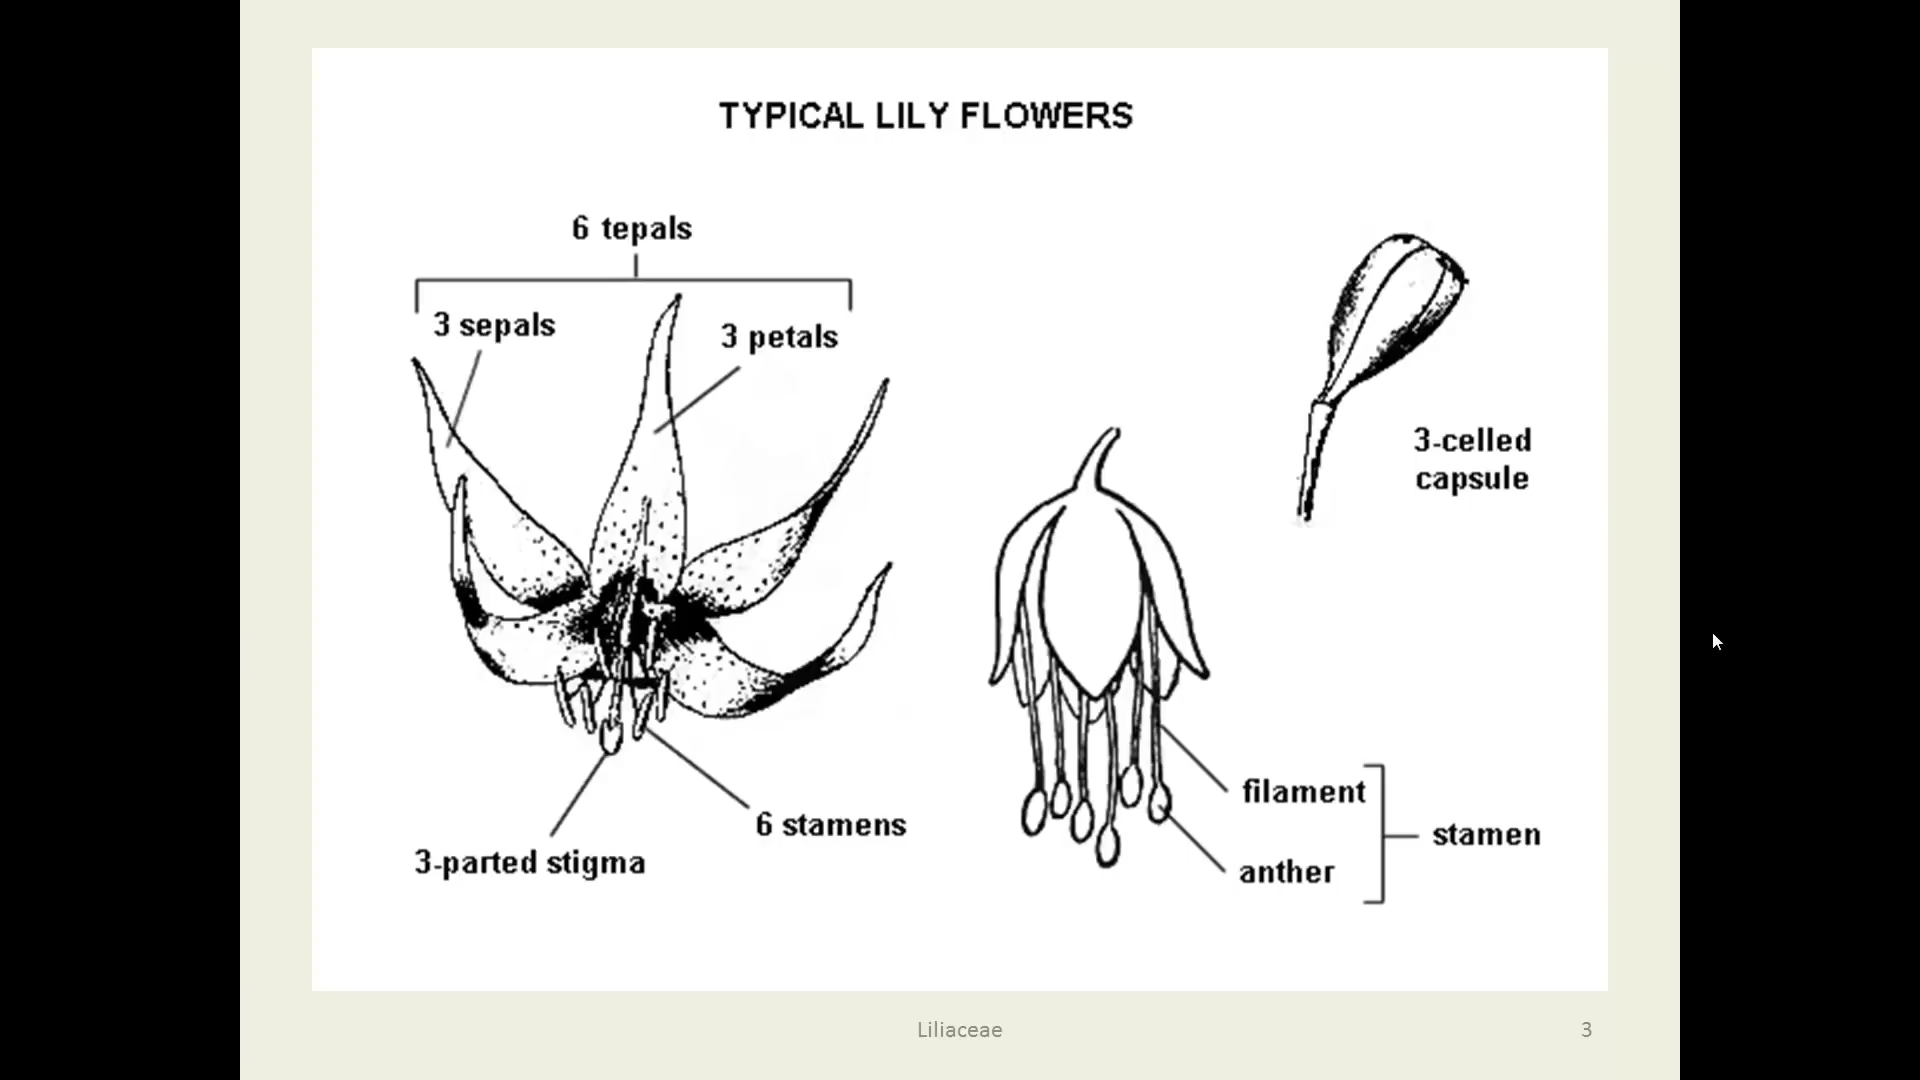 TYPICAL LILY FLOWERS
6 tepals
3 sepals
3 petals
3-celled
capsule
filament
anther
stamen
6 stamens
3-parted stigma
Liliaceae
3